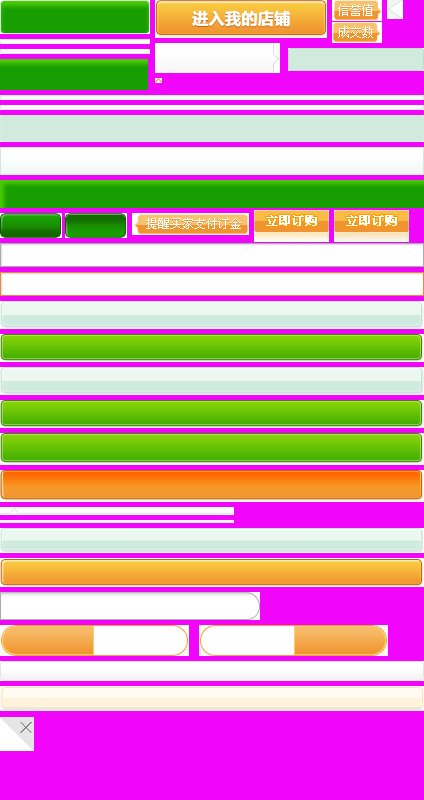 进入我的店铺
信誉值
成交数
提醒买家支付订金
立即订购
立即订购